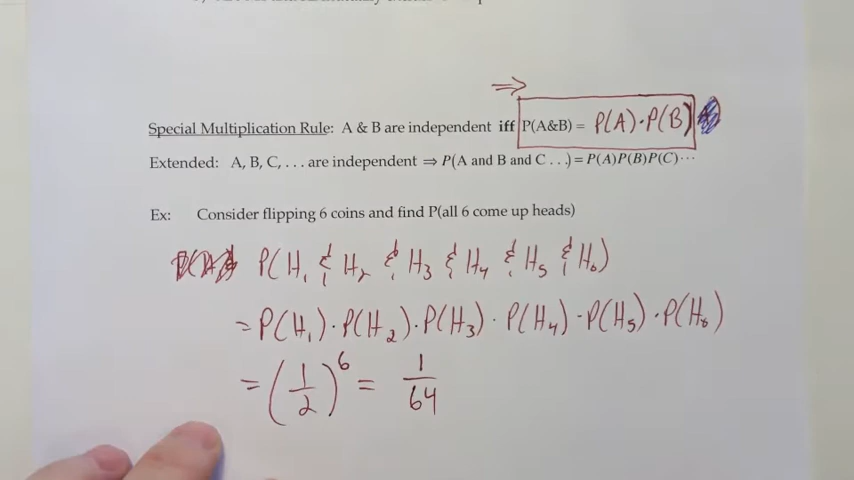 ⇒
Special Multiplication Rule: A & B are independent iff P(A&B) = P(A)·P(B)
Extended: A, B, C, . . . are independent ⇒ P(A and B and C . . .) = P(A)P(B)P(C)⋯
Ex: Consider flipping 6 coins and find P(all 6 come up heads)
P(H₁ & H₂ & H₃ & H₄ & H₅ & H₆)
= P(H₁) · P(H₂) · P(H₃) · P(H₄) · P(H₅) · P(H₆)
= (1/2)⁶ = 1/64